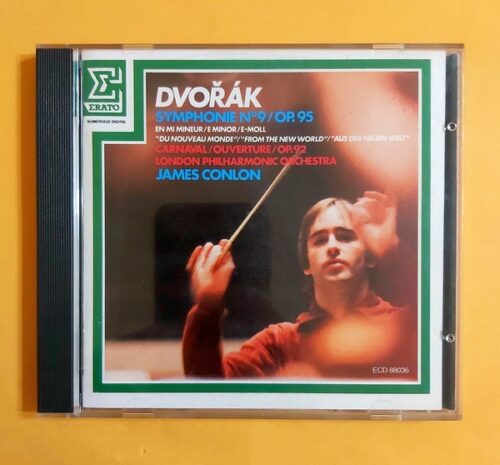 ERATO
NUMÉRIQUE DIGITAL
DVOŘÁK
SYMPHONIE N°9/OP.95
EN MI MINEUR/E MINOR/E-MOLL
"DU NOUVEAU MONDE"/"FROM THE NEW WORLD"/"AUS DER NEUEN WELT"
CARNAVAL/OUVERTURE/OP.92
LONDON PHILHARMONIC ORCHESTRA
JAMES CONLON
ECD 88036